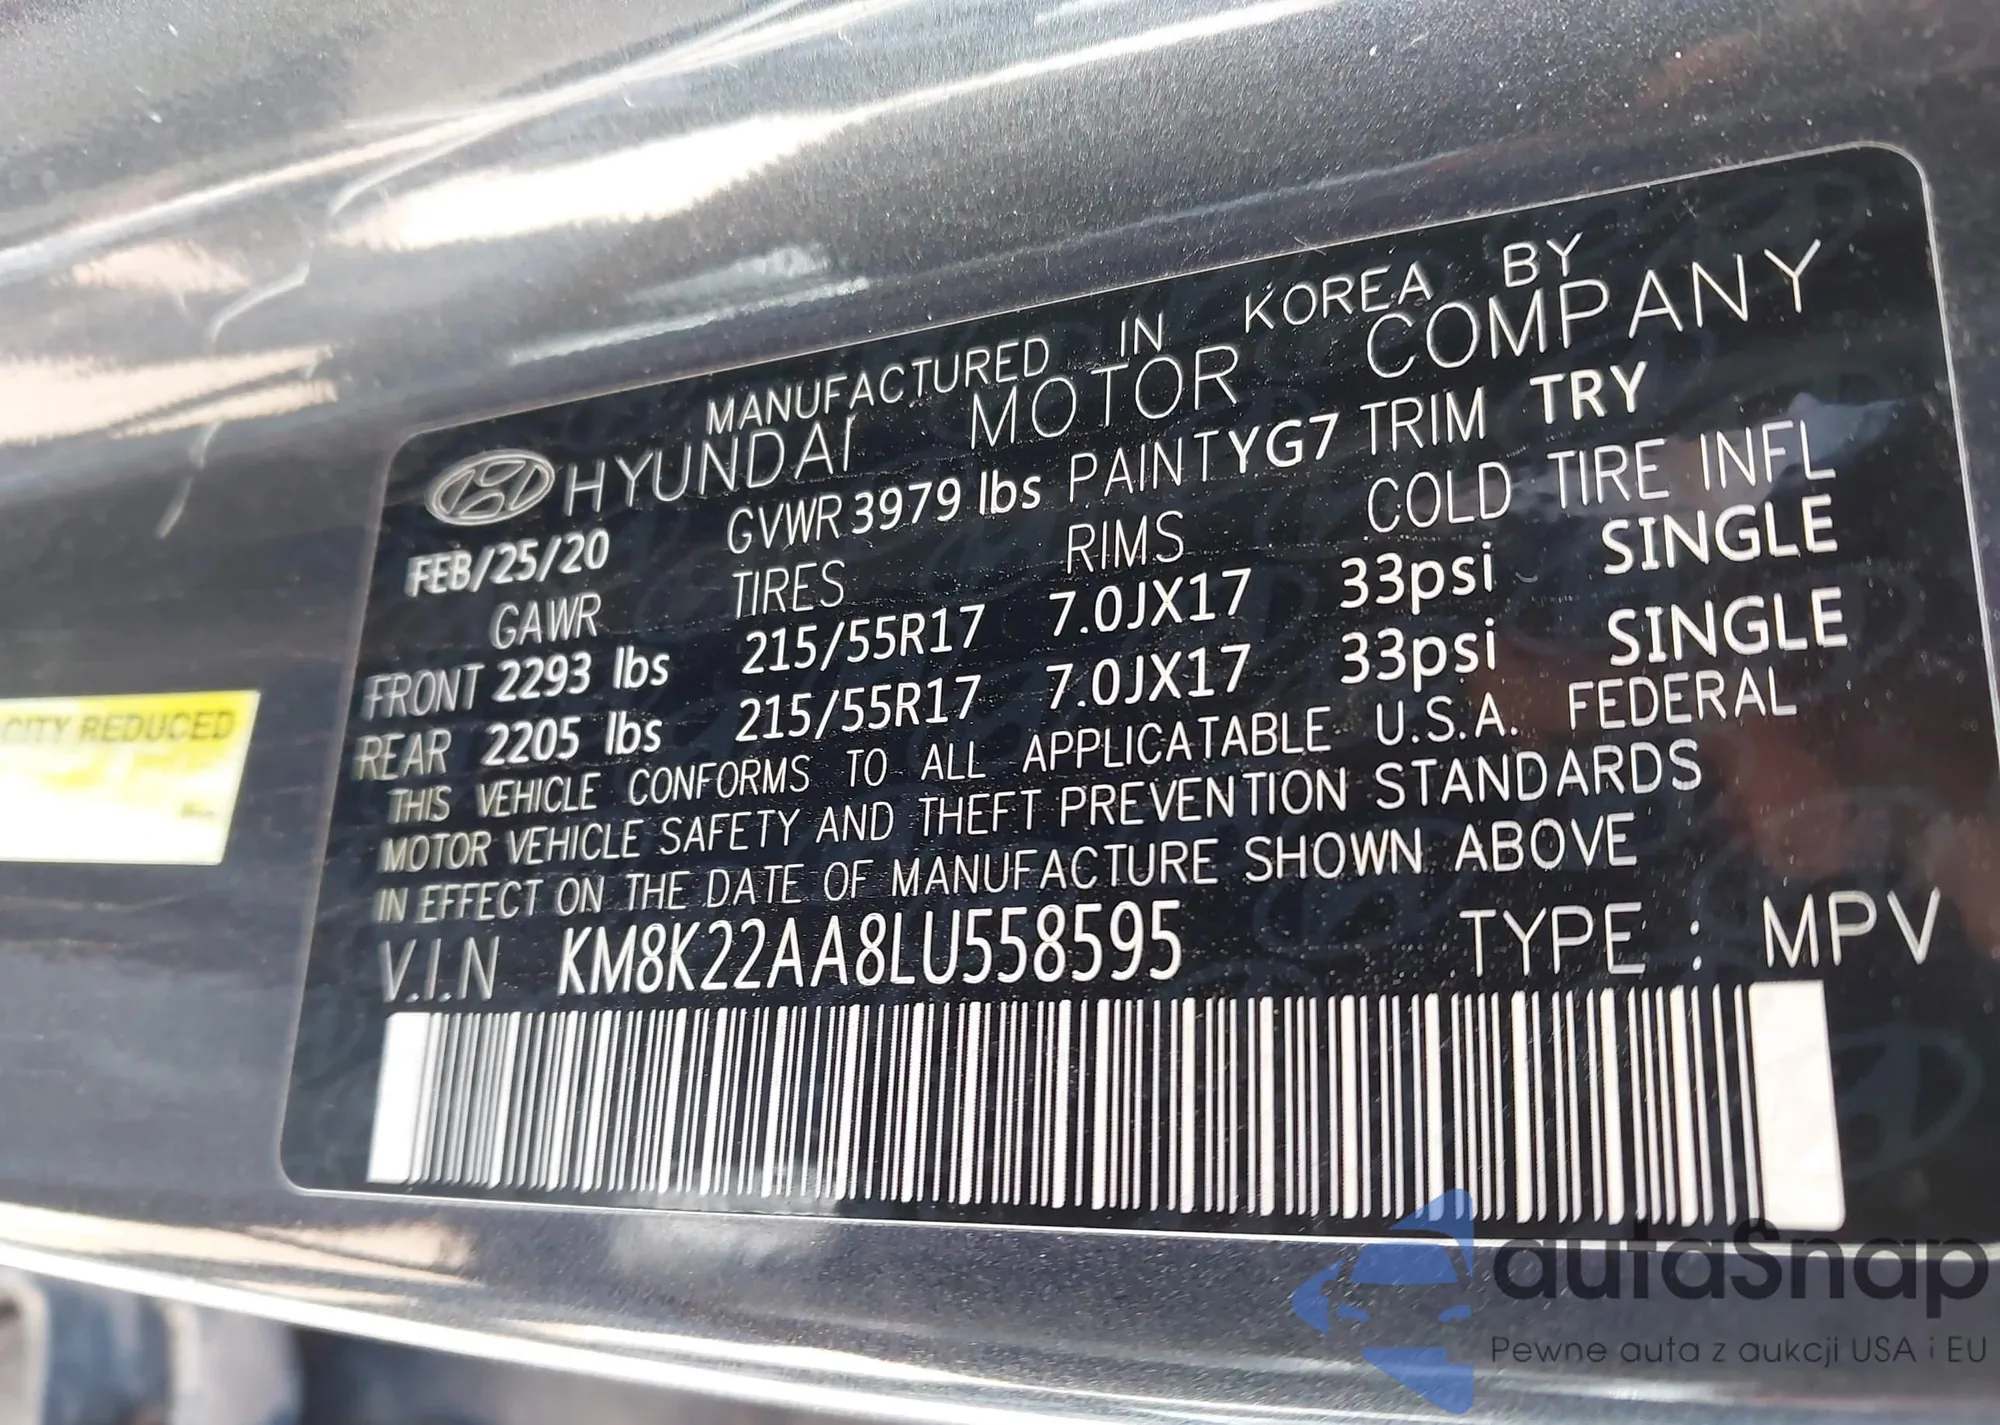 MANUFACTURED IN KOREA BY
HYUNDAI MOTOR COMPANY
FEB/25/20 GVWR 3979 lbs PAINT YG7 TRIM TRY
GAWR TIRES RIMS COLD TIRE INFL
FRONT 2293 lbs 215/55R17 7.0JX17 33psi SINGLE
REAR 2205 lbs 215/55R17 7.0JX17 33psi SINGLE
THIS VEHICLE CONFORMS TO ALL APPLICATABLE U.S.A. FEDERAL
MOTOR VEHICLE SAFETY AND THEFT PREVENTION STANDARDS
IN EFFECT ON THE DATE OF MANUFACTURE SHOWN ABOVE
V.I.N KM8K22AA8LU558595 TYPE : MPV
CITY REDUCED
autaSnap
Pewne auta z aukcji USA i EU